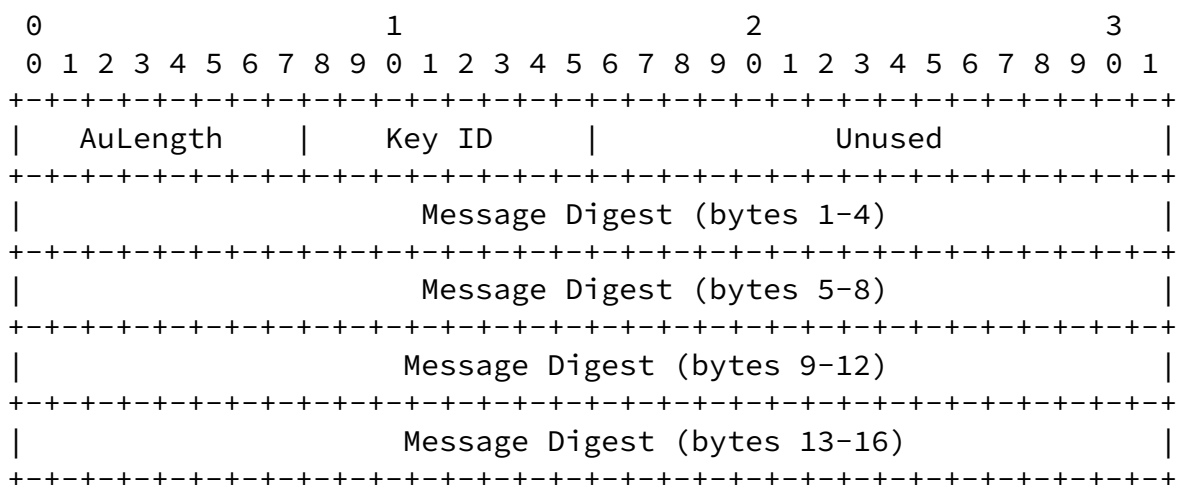 0                   1                   2                   3
 0 1 2 3 4 5 6 7 8 9 0 1 2 3 4 5 6 7 8 9 0 1 2 3 4 5 6 7 8 9 0 1
+-+-+-+-+-+-+-+-+-+-+-+-+-+-+-+-+-+-+-+-+-+-+-+-+-+-+-+-+-+-+-+-+
|   AuLength    |    Key ID     |             Unused            |
+-+-+-+-+-+-+-+-+-+-+-+-+-+-+-+-+-+-+-+-+-+-+-+-+-+-+-+-+-+-+-+-+
|                      Message Digest (bytes 1-4)               |
+-+-+-+-+-+-+-+-+-+-+-+-+-+-+-+-+-+-+-+-+-+-+-+-+-+-+-+-+-+-+-+-+
|                      Message Digest (bytes 5-8)               |
+-+-+-+-+-+-+-+-+-+-+-+-+-+-+-+-+-+-+-+-+-+-+-+-+-+-+-+-+-+-+-+-+
|                     Message Digest (bytes 9-12)               |
+-+-+-+-+-+-+-+-+-+-+-+-+-+-+-+-+-+-+-+-+-+-+-+-+-+-+-+-+-+-+-+-+
|                     Message Digest (bytes 13-16)              |
+-+-+-+-+-+-+-+-+-+-+-+-+-+-+-+-+-+-+-+-+-+-+-+-+-+-+-+-+-+-+-+-+